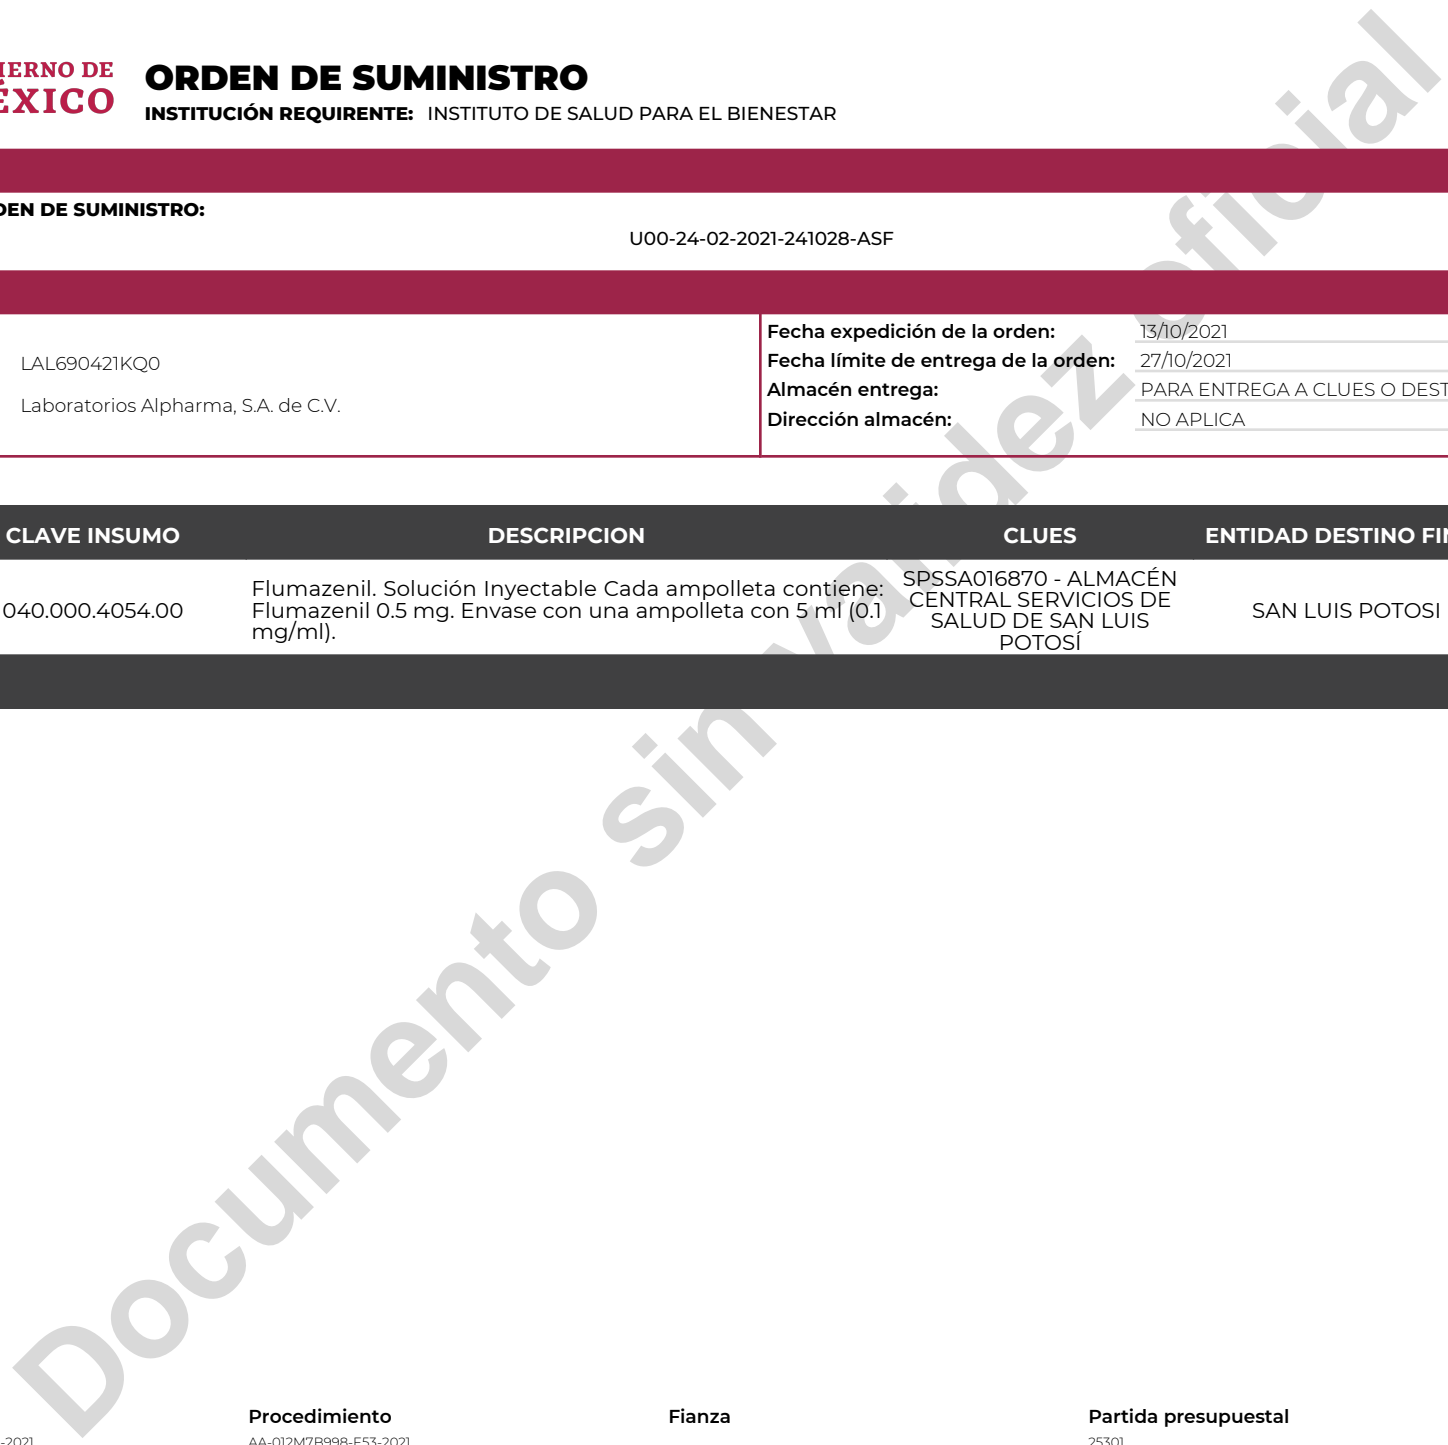 IERNO DE
ÉXICO
ORDEN DE SUMINISTRO
INSTITUCIÓN REQUIRENTE: INSTITUTO DE SALUD PARA EL BIENESTAR
DEN DE SUMINISTRO:
U00-24-02-2021-241028-ASF
LAL690421KQ0
Laboratorios Alpharma, S.A. de C.V.
Fecha expedición de la orden: 13/10/2021
Fecha límite de entrega de la orden: 27/10/2021
Almacén entrega: PARA ENTREGA A CLUES O DEST
Dirección almacén: NO APLICA
CLAVE INSUMO DESCRIPCION CLUES ENTIDAD DESTINO FIN
040.000.4054.00
Flumazenil. Solución Inyectable Cada ampolleta contiene:
Flumazenil 0.5 mg. Envase con una ampolleta con 5 ml (0.1
mg/ml).
SPSSA016870 - ALMACÉN
CENTRAL SERVICIOS DE
SALUD DE SAN LUIS
POTOSÍ
SAN LUIS POTOSI
Documento sin validez oficial
Procedimiento Fianza Partida presupuestal
-2021 AA-012M7B998-E53-2021 25301